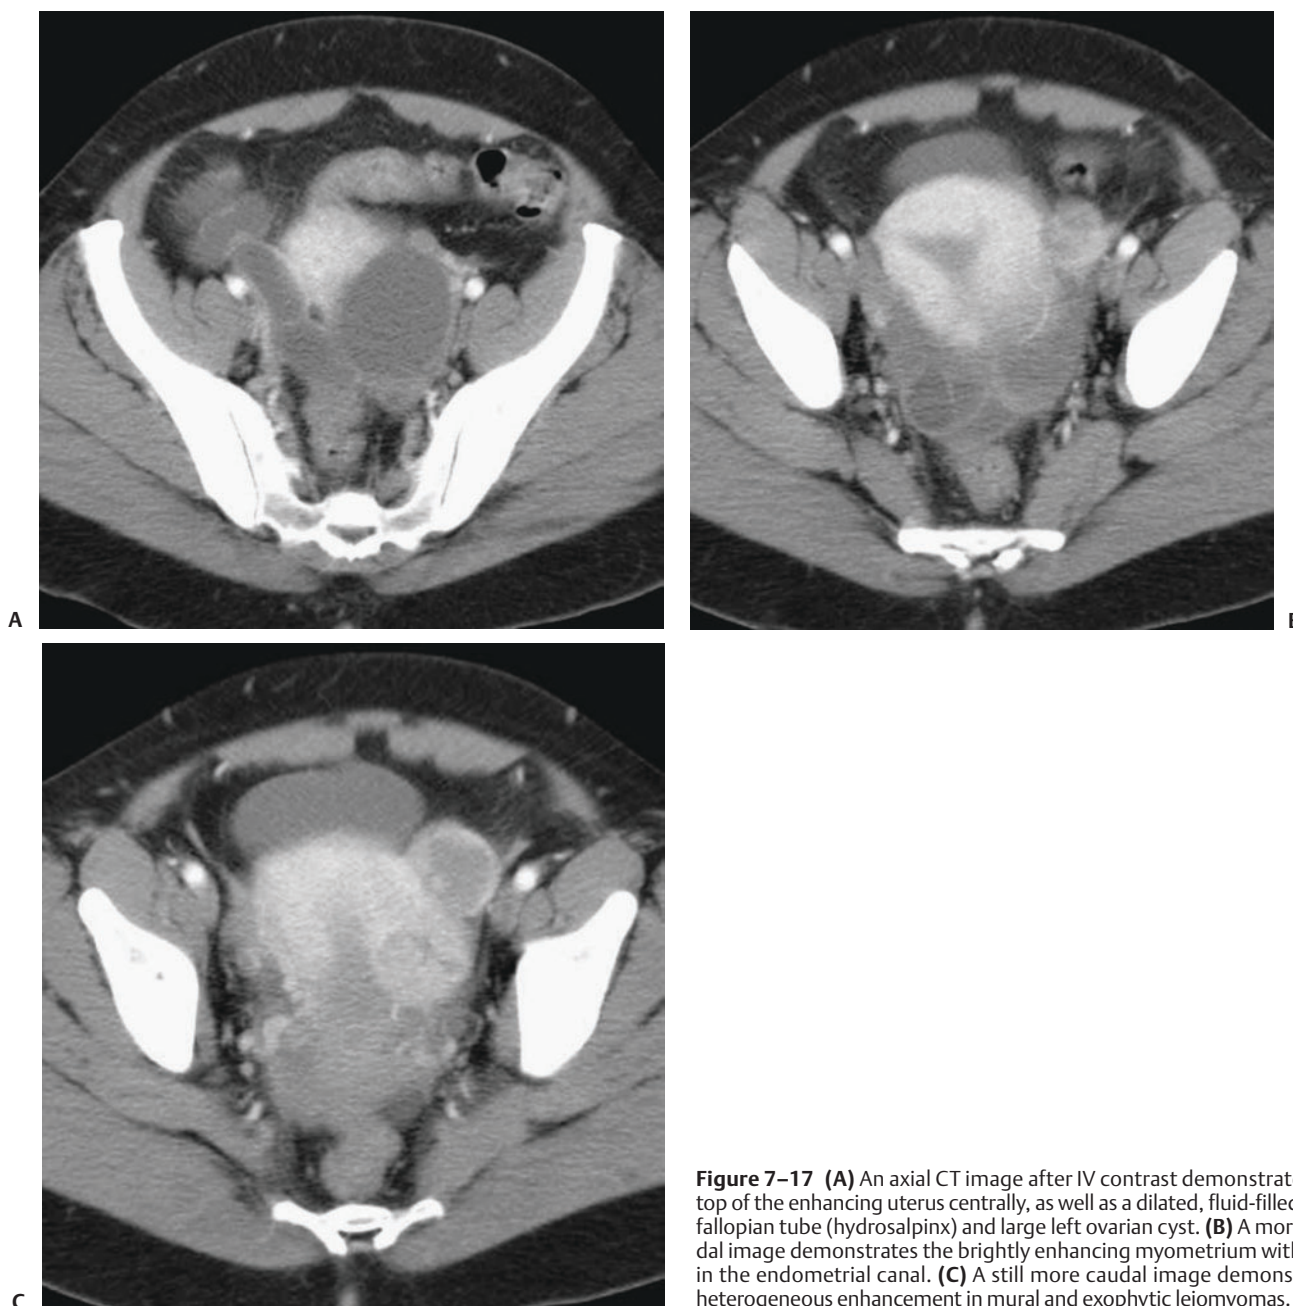 A
B
C
Figure 7–17 (A) An axial CT image after IV contrast demonstrat
top of the enhancing uterus centrally, as well as a dilated, fluid-filled
fallopian tube (hydrosalpinx) and large left ovarian cyst. (B) A mor
dal image demonstrates the brightly enhancing myometrium wit
in the endometrial canal. (C) A still more caudal image demons
heterogeneous enhancement in mural and exophytic leiomyomas.